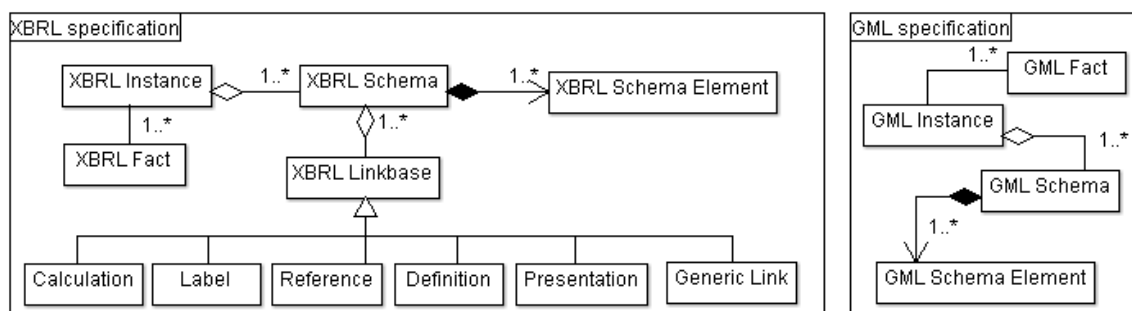 XBRL specification
GML specification
XBRL Instance
1..*
XBRL Schema
1..*
XBRL Schema Element
1..*
XBRL Fact
1..*
XBRL Linkbase
Calculation
Label
Reference
Definition
Presentation
Generic Link
1..*
GML Fact
GML Instance
1..*
GML Schema
1..*
GML Schema Element